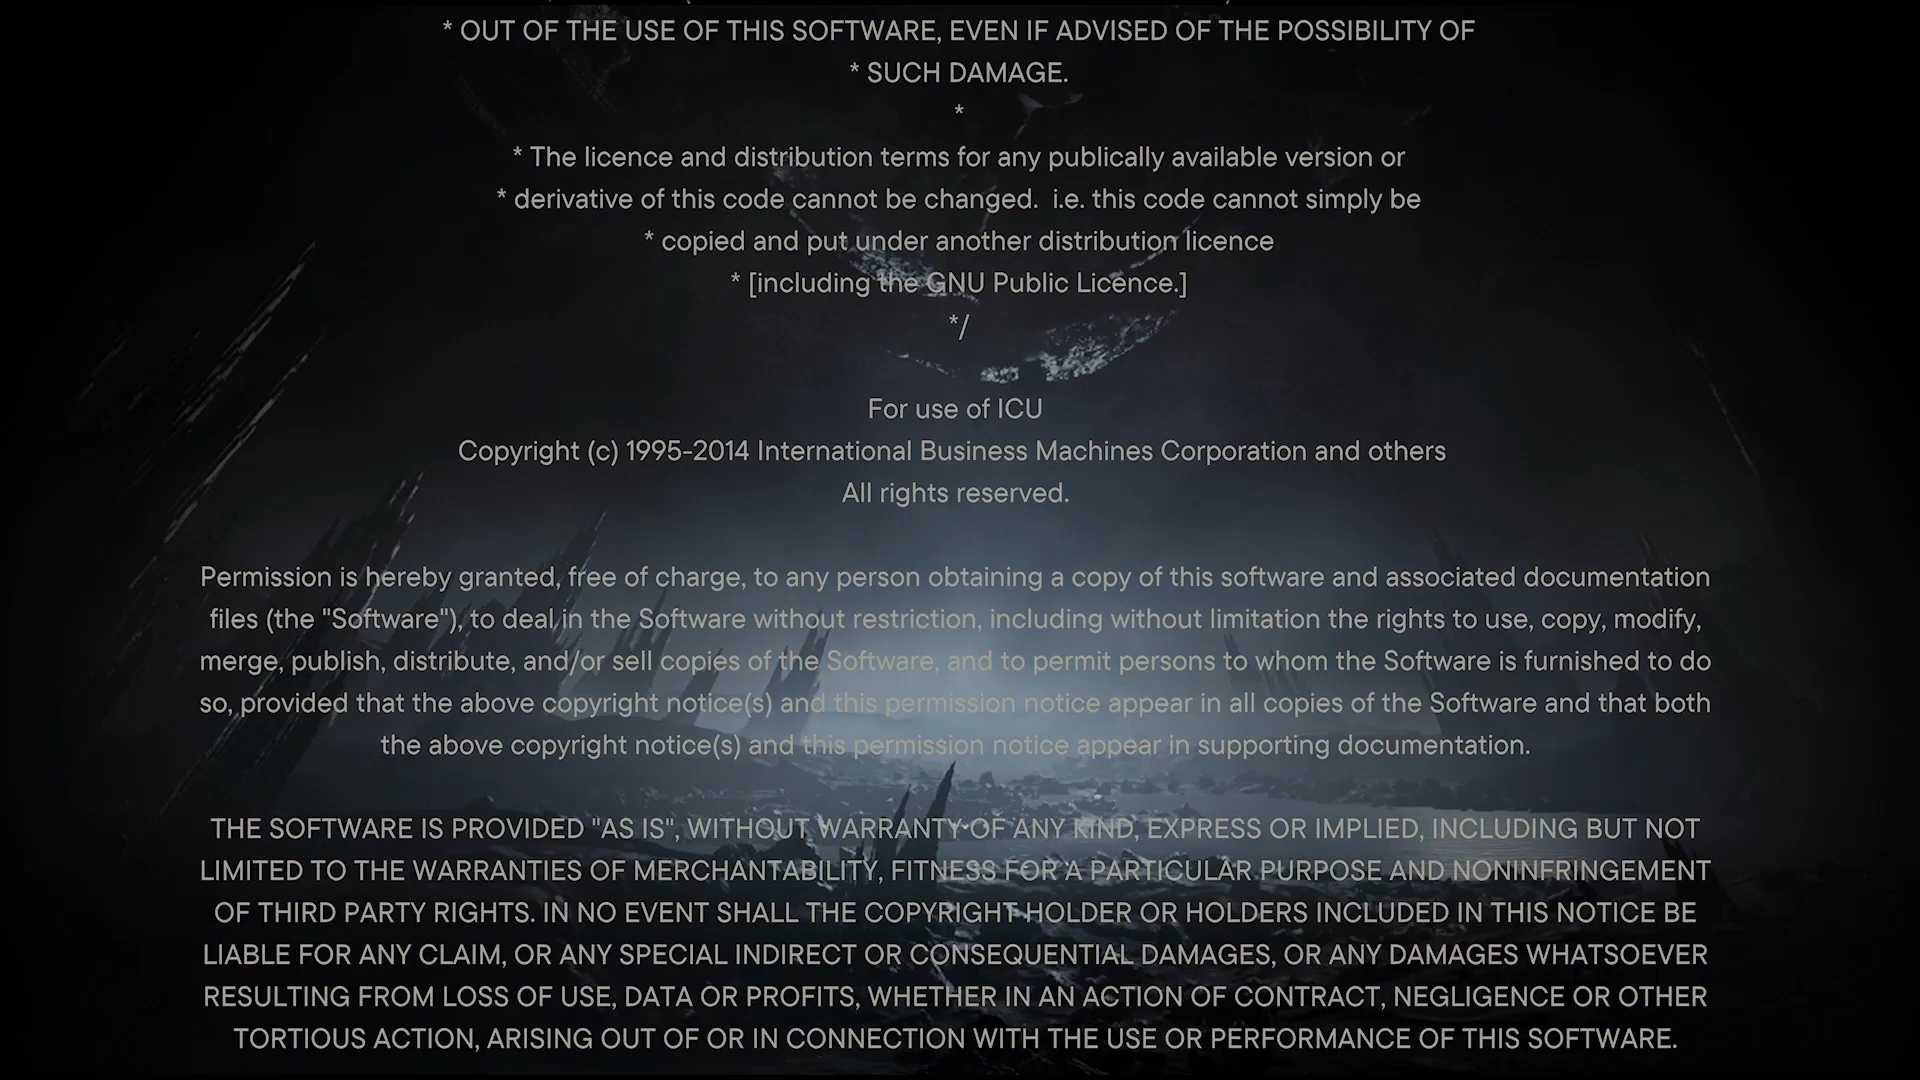 * OUT OF THE USE OF THIS SOFTWARE, EVEN IF ADVISED OF THE POSSIBILITY OF
* SUCH DAMAGE.
*
* The licence and distribution terms for any publically available version or
* derivative of this code cannot be changed.  i.e. this code cannot simply be
* copied and put under another distribution licence
* [including the GNU Public Licence.]
*/
For use of ICU
Copyright (c) 1995-2014 International Business Machines Corporation and others
All rights reserved.
Permission is hereby granted, free of charge, to any person obtaining a copy of this software and associated documentation
files (the "Software"), to deal in the Software without restriction, including without limitation the rights to use, copy, modify,
merge, publish, distribute, and/or sell copies of the Software, and to permit persons to whom the Software is furnished to do
so, provided that the above copyright notice(s) and this permission notice appear in all copies of the Software and that both
the above copyright notice(s) and this permission notice appear in supporting documentation.
THE SOFTWARE IS PROVIDED "AS IS", WITHOUT WARRANTY OF ANY KIND, EXPRESS OR IMPLIED, INCLUDING BUT NOT
LIMITED TO THE WARRANTIES OF MERCHANTABILITY, FITNESS FOR A PARTICULAR PURPOSE AND NONINFRINGEMENT
OF THIRD PARTY RIGHTS. IN NO EVENT SHALL THE COPYRIGHT HOLDER OR HOLDERS INCLUDED IN THIS NOTICE BE
LIABLE FOR ANY CLAIM, OR ANY SPECIAL INDIRECT OR CONSEQUENTIAL DAMAGES, OR ANY DAMAGES WHATSOEVER
RESULTING FROM LOSS OF USE, DATA OR PROFITS, WHETHER IN AN ACTION OF CONTRACT, NEGLIGENCE OR OTHER
TORTIOUS ACTION, ARISING OUT OF OR IN CONNECTION WITH THE USE OR PERFORMANCE OF THIS SOFTWARE.